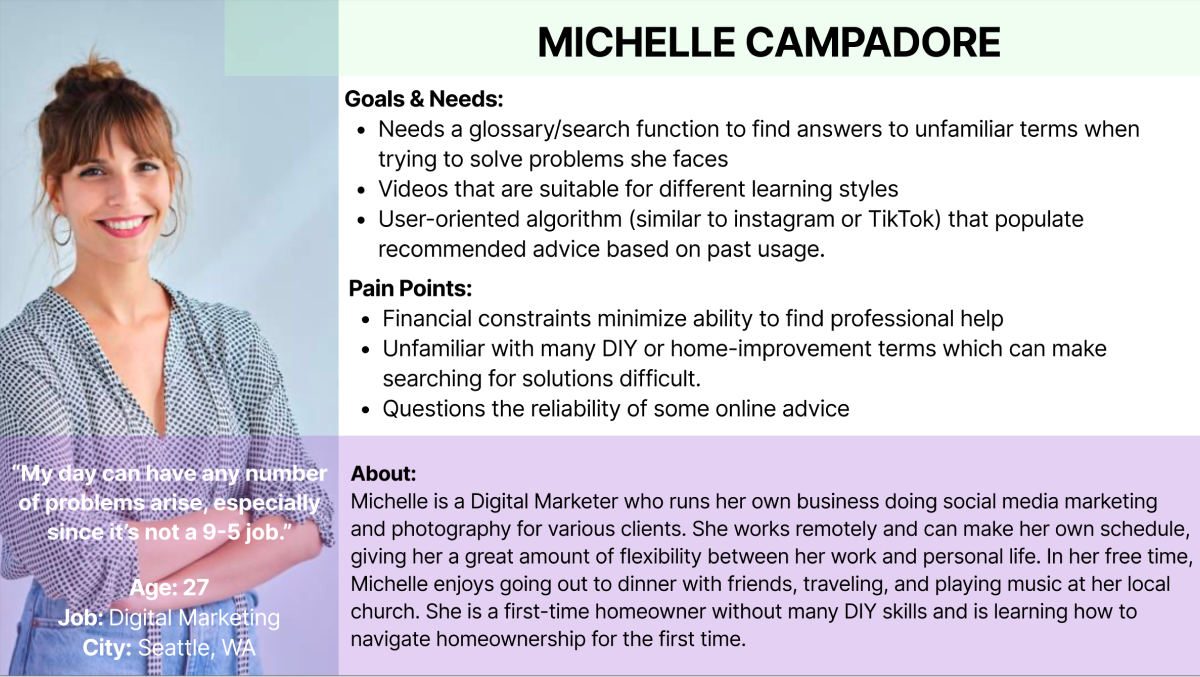 MICHELLE CAMPADORE
Goals & Needs:
• Needs a glossary/search function to find answers to unfamiliar terms when
trying to solve problems she faces
• Videos that are suitable for different learning styles
• User-oriented algorithm (similar to instagram or TikTok) that populate
recommended advice based on past usage.
Pain Points:
• Financial constraints minimize ability to find professional help
• Unfamiliar with many DIY or home-improvement terms which can make
searching for solutions difficult.
• Questions the reliability of some online advice
“My day can have any number
of problems arise, especially
since it’s not a 9-5 job.”
Age: 27
Job: Digital Marketing
City: Seattle, WA
About:
Michelle is a Digital Marketer who runs her own business doing social media marketing
and photography for various clients. She works remotely and can make her own schedule,
giving her a great amount of flexibility between her work and personal life. In her free time,
Michelle enjoys going out to dinner with friends, traveling, and playing music at her local
church. She is a first-time homeowner without many DIY skills and is learning how to
navigate homeownership for the first time.